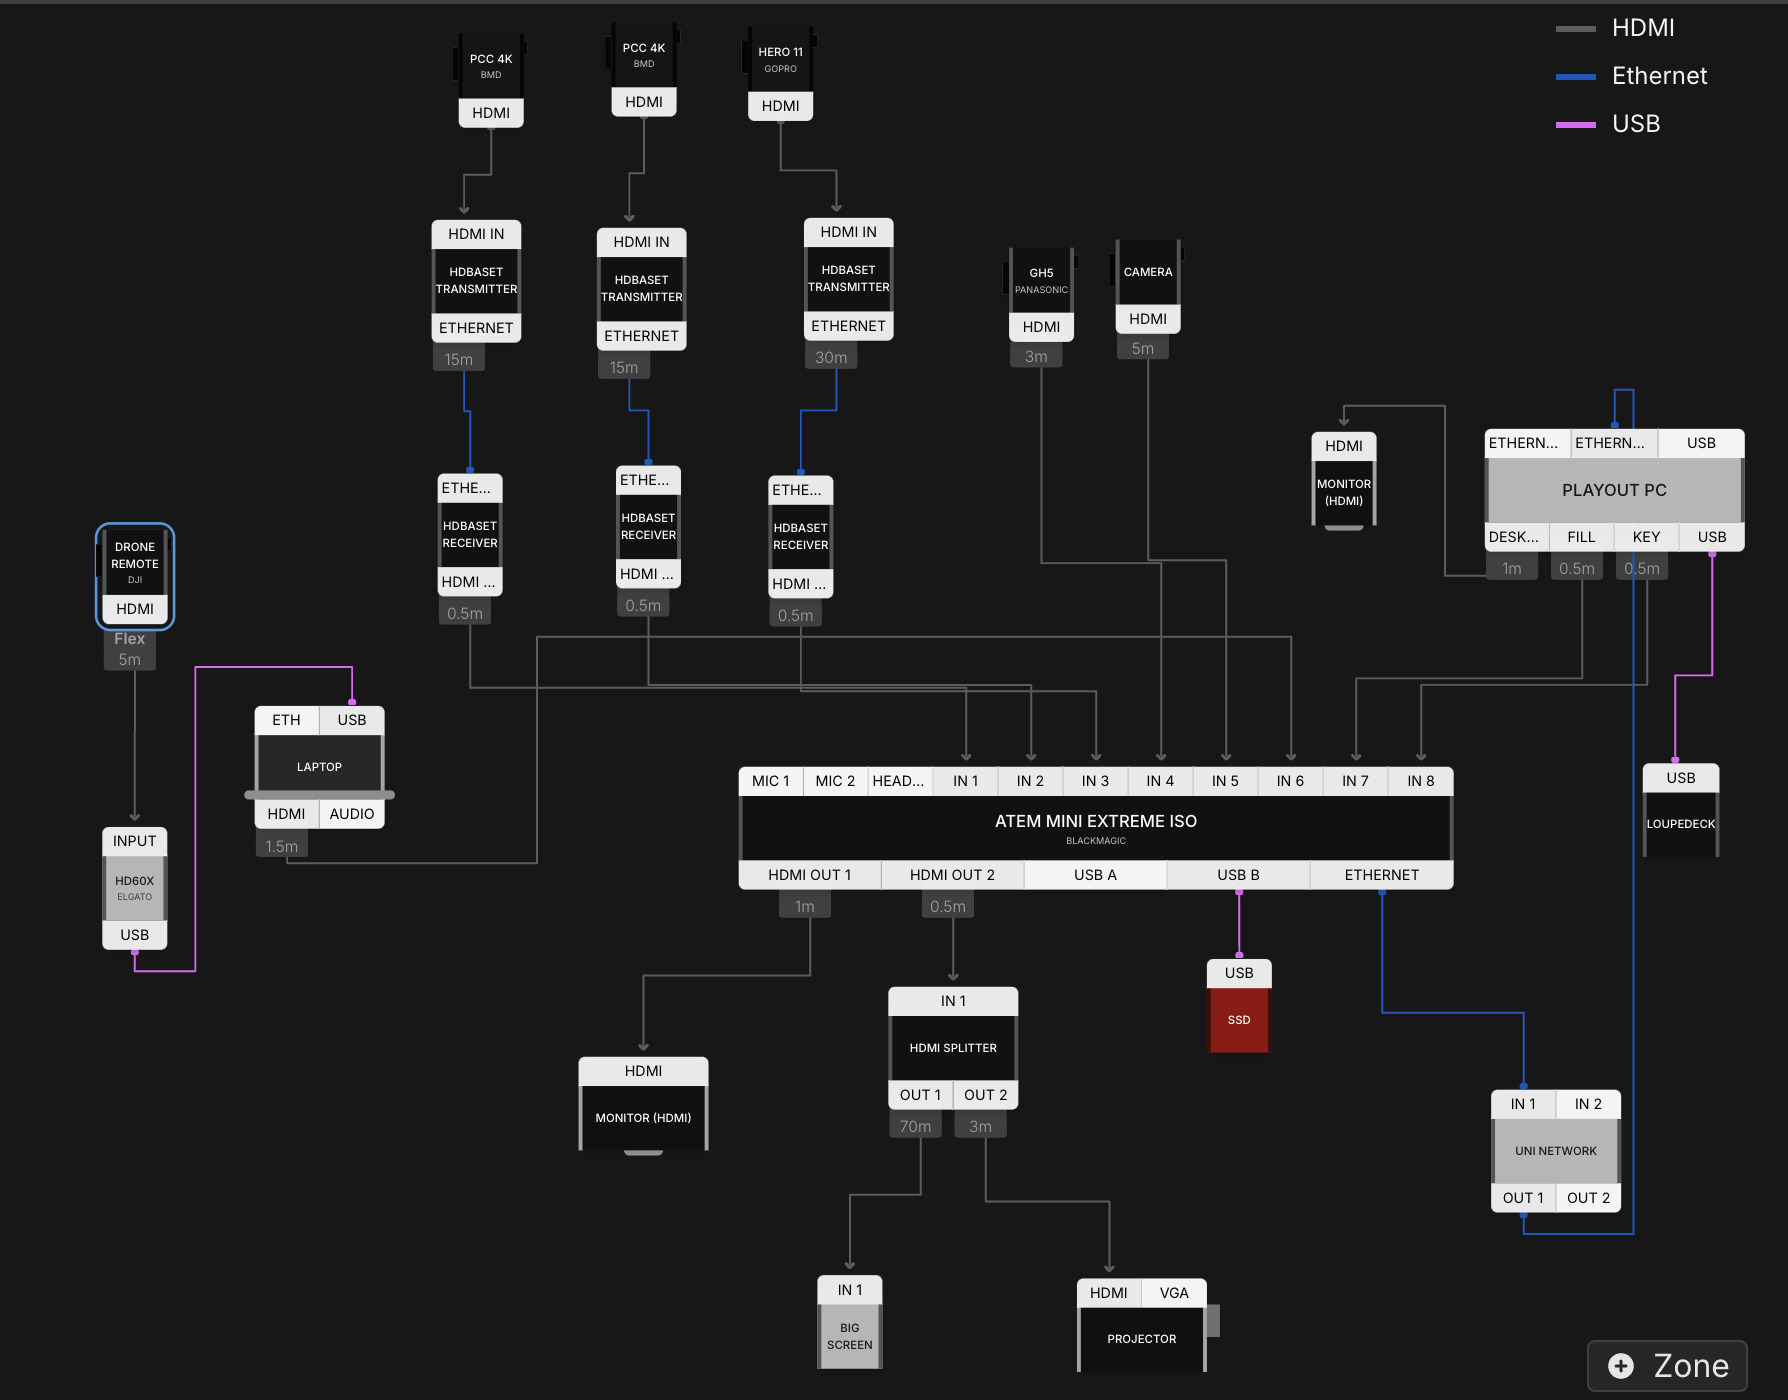 HDMI
Ethernet
USB
PCC 4K
BMD
HDMI
PCC 4K
BMD
HDMI
HERO 11
GOPRO
HDMI
HDMI IN
HDBASET
TRANSMITTER
ETHERNET
15m
HDMI IN
HDBASET
TRANSMITTER
ETHERNET
15m
HDMI IN
HDBASET
TRANSMITTER
ETHERNET
30m
GH5
PANASONIC
HDMI
3m
CAMERA
HDMI
5m
HDMI
MONITOR
(HDMI)
ETHERN... ETHERN... USB
PLAYOUT PC
DESK... FILL KEY USB
1m 0.5m 0.5m
ETHE...
HDBASET
RECEIVER
HDMI ...
0.5m
ETHE...
HDBASET
RECEIVER
HDMI ...
0.5m
ETHE...
HDBASET
RECEIVER
HDMI ...
0.5m
DRONE
REMOTE
DJI
HDMI
Flex
5m
ETH USB
LAPTOP
HDMI AUDIO
1.5m
INPUT
HD60X
ELGATO
USB
MIC 1 MIC 2 HEAD... IN 1 IN 2 IN 3 IN 4 IN 5 IN 6 IN 7 IN 8
ATEM MINI EXTREME ISO
BLACKMAGIC
HDMI OUT 1 HDMI OUT 2 USB A USB B ETHERNET
1m 0.5m
USB
LOUPEDECK
IN 1
HDMI SPLITTER
OUT 1 OUT 2
70m 3m
USB
SSD
HDMI
MONITOR (HDMI)
IN 1 IN 2
UNI NETWORK
OUT 1 OUT 2
IN 1
BIG
SCREEN
HDMI VGA
PROJECTOR
Zone